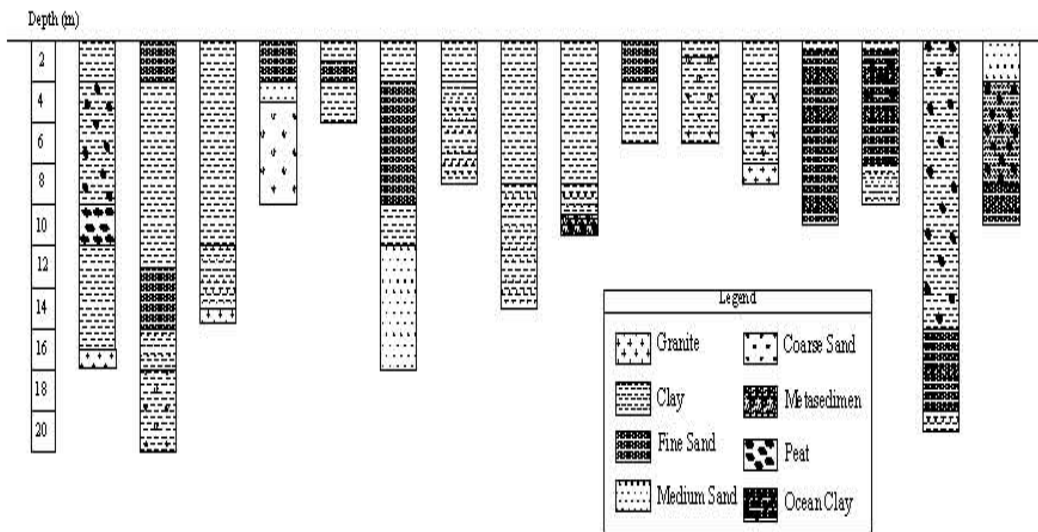 Depth (m)
2
4
6
8
10
12
14
16
18
20
Legend
Granite
Coarse Sand
Clay
Metasedimen
Fine Sand
Peat
Medium Sand
Ocean Clay